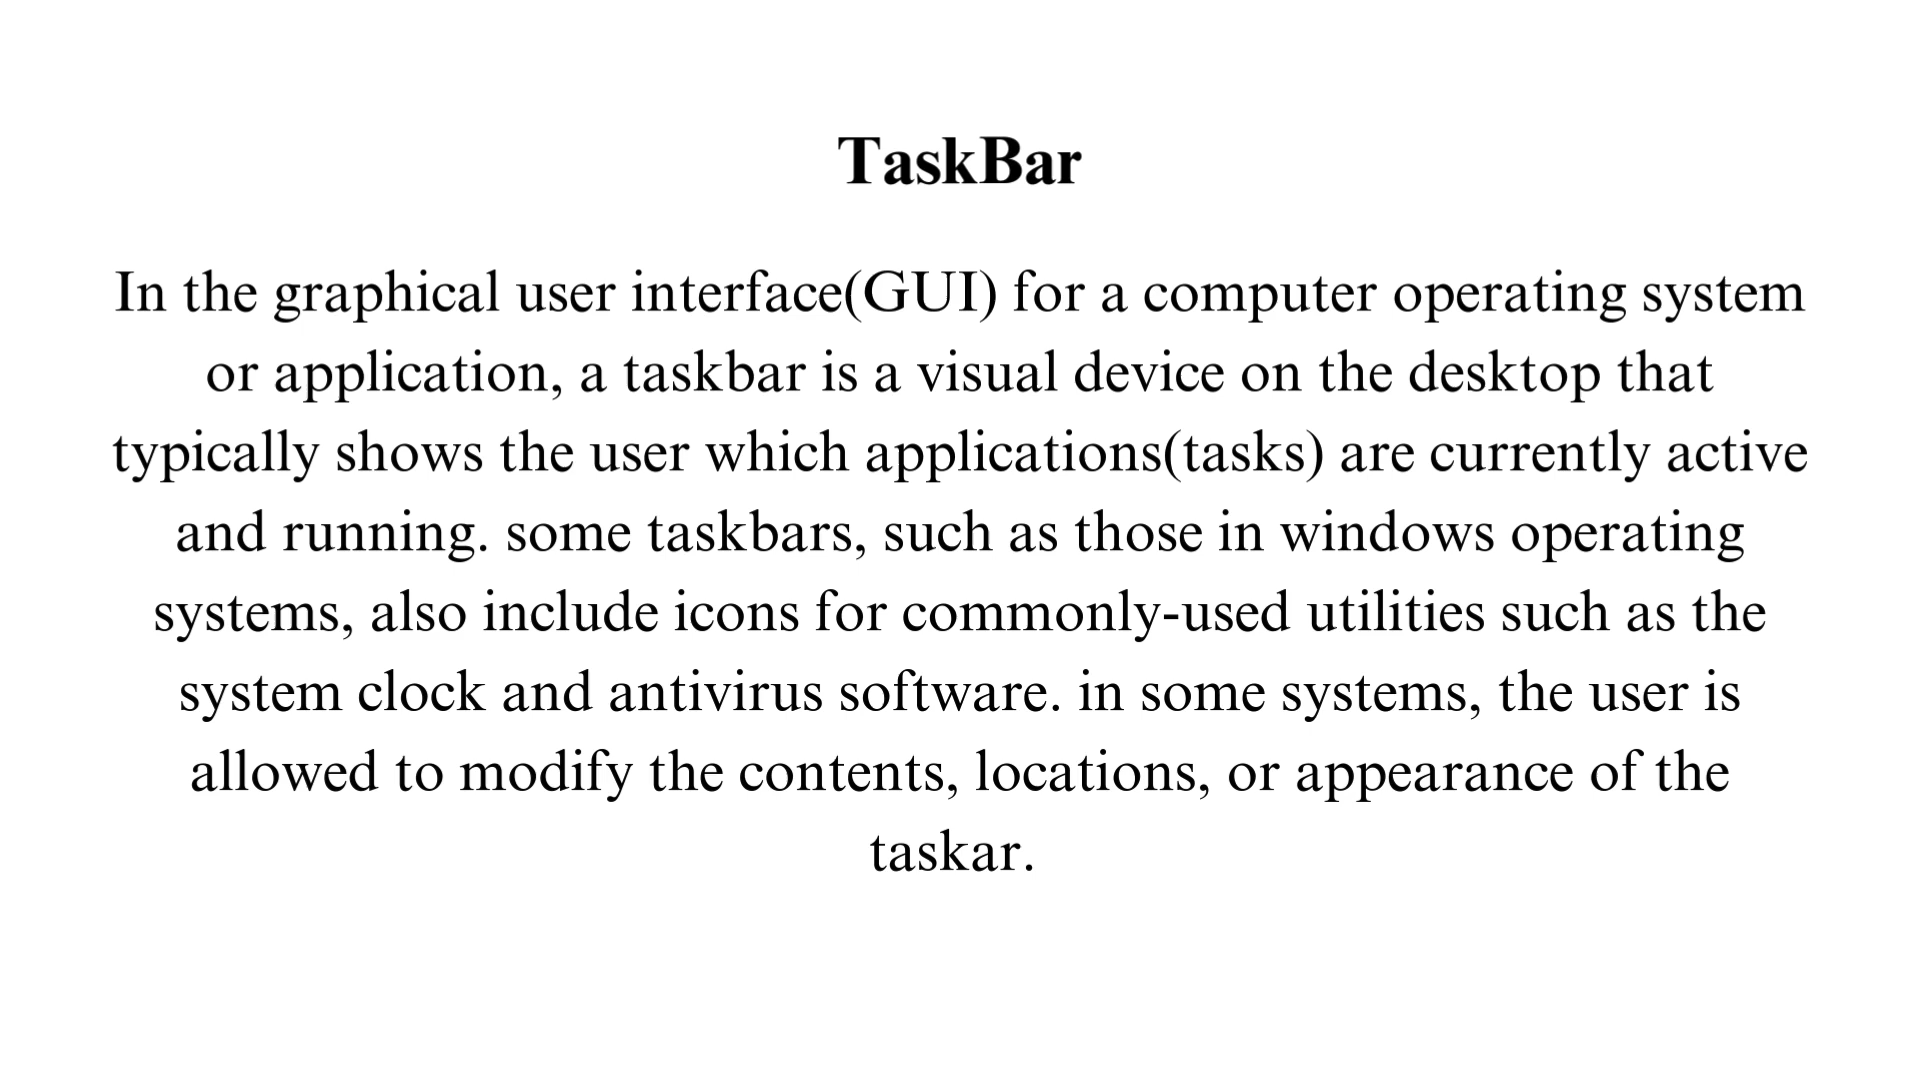 TaskBar
In the graphical user interface(GUI) for a computer operating system
or application, a taskbar is a visual device on the desktop that
typically shows the user which applications(tasks) are currently active
and running. some taskbars, such as those in windows operating
systems, also include icons for commonly-used utilities such as the
system clock and antivirus software. in some systems, the user is
allowed to modify the contents, locations, or appearance of the
taskar.